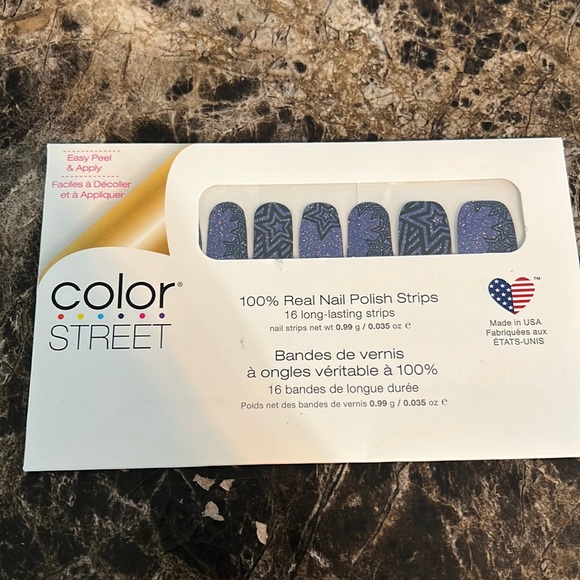 Easy Peel
& Apply
Faciles à Décoller
et à Appliquer
color®
STREET
100% Real Nail Polish Strips
16 long-lasting strips
nail strips net wt 0.99 g / 0.035 oz e
Bandes de vernis
à ongles véritable à 100%
16 bandes de longue durée
Poids net des bandes de vernis 0.99 g / 0.035 oz e
TM
Made in USA
Fabriquées aux
ÉTATS-UNIS